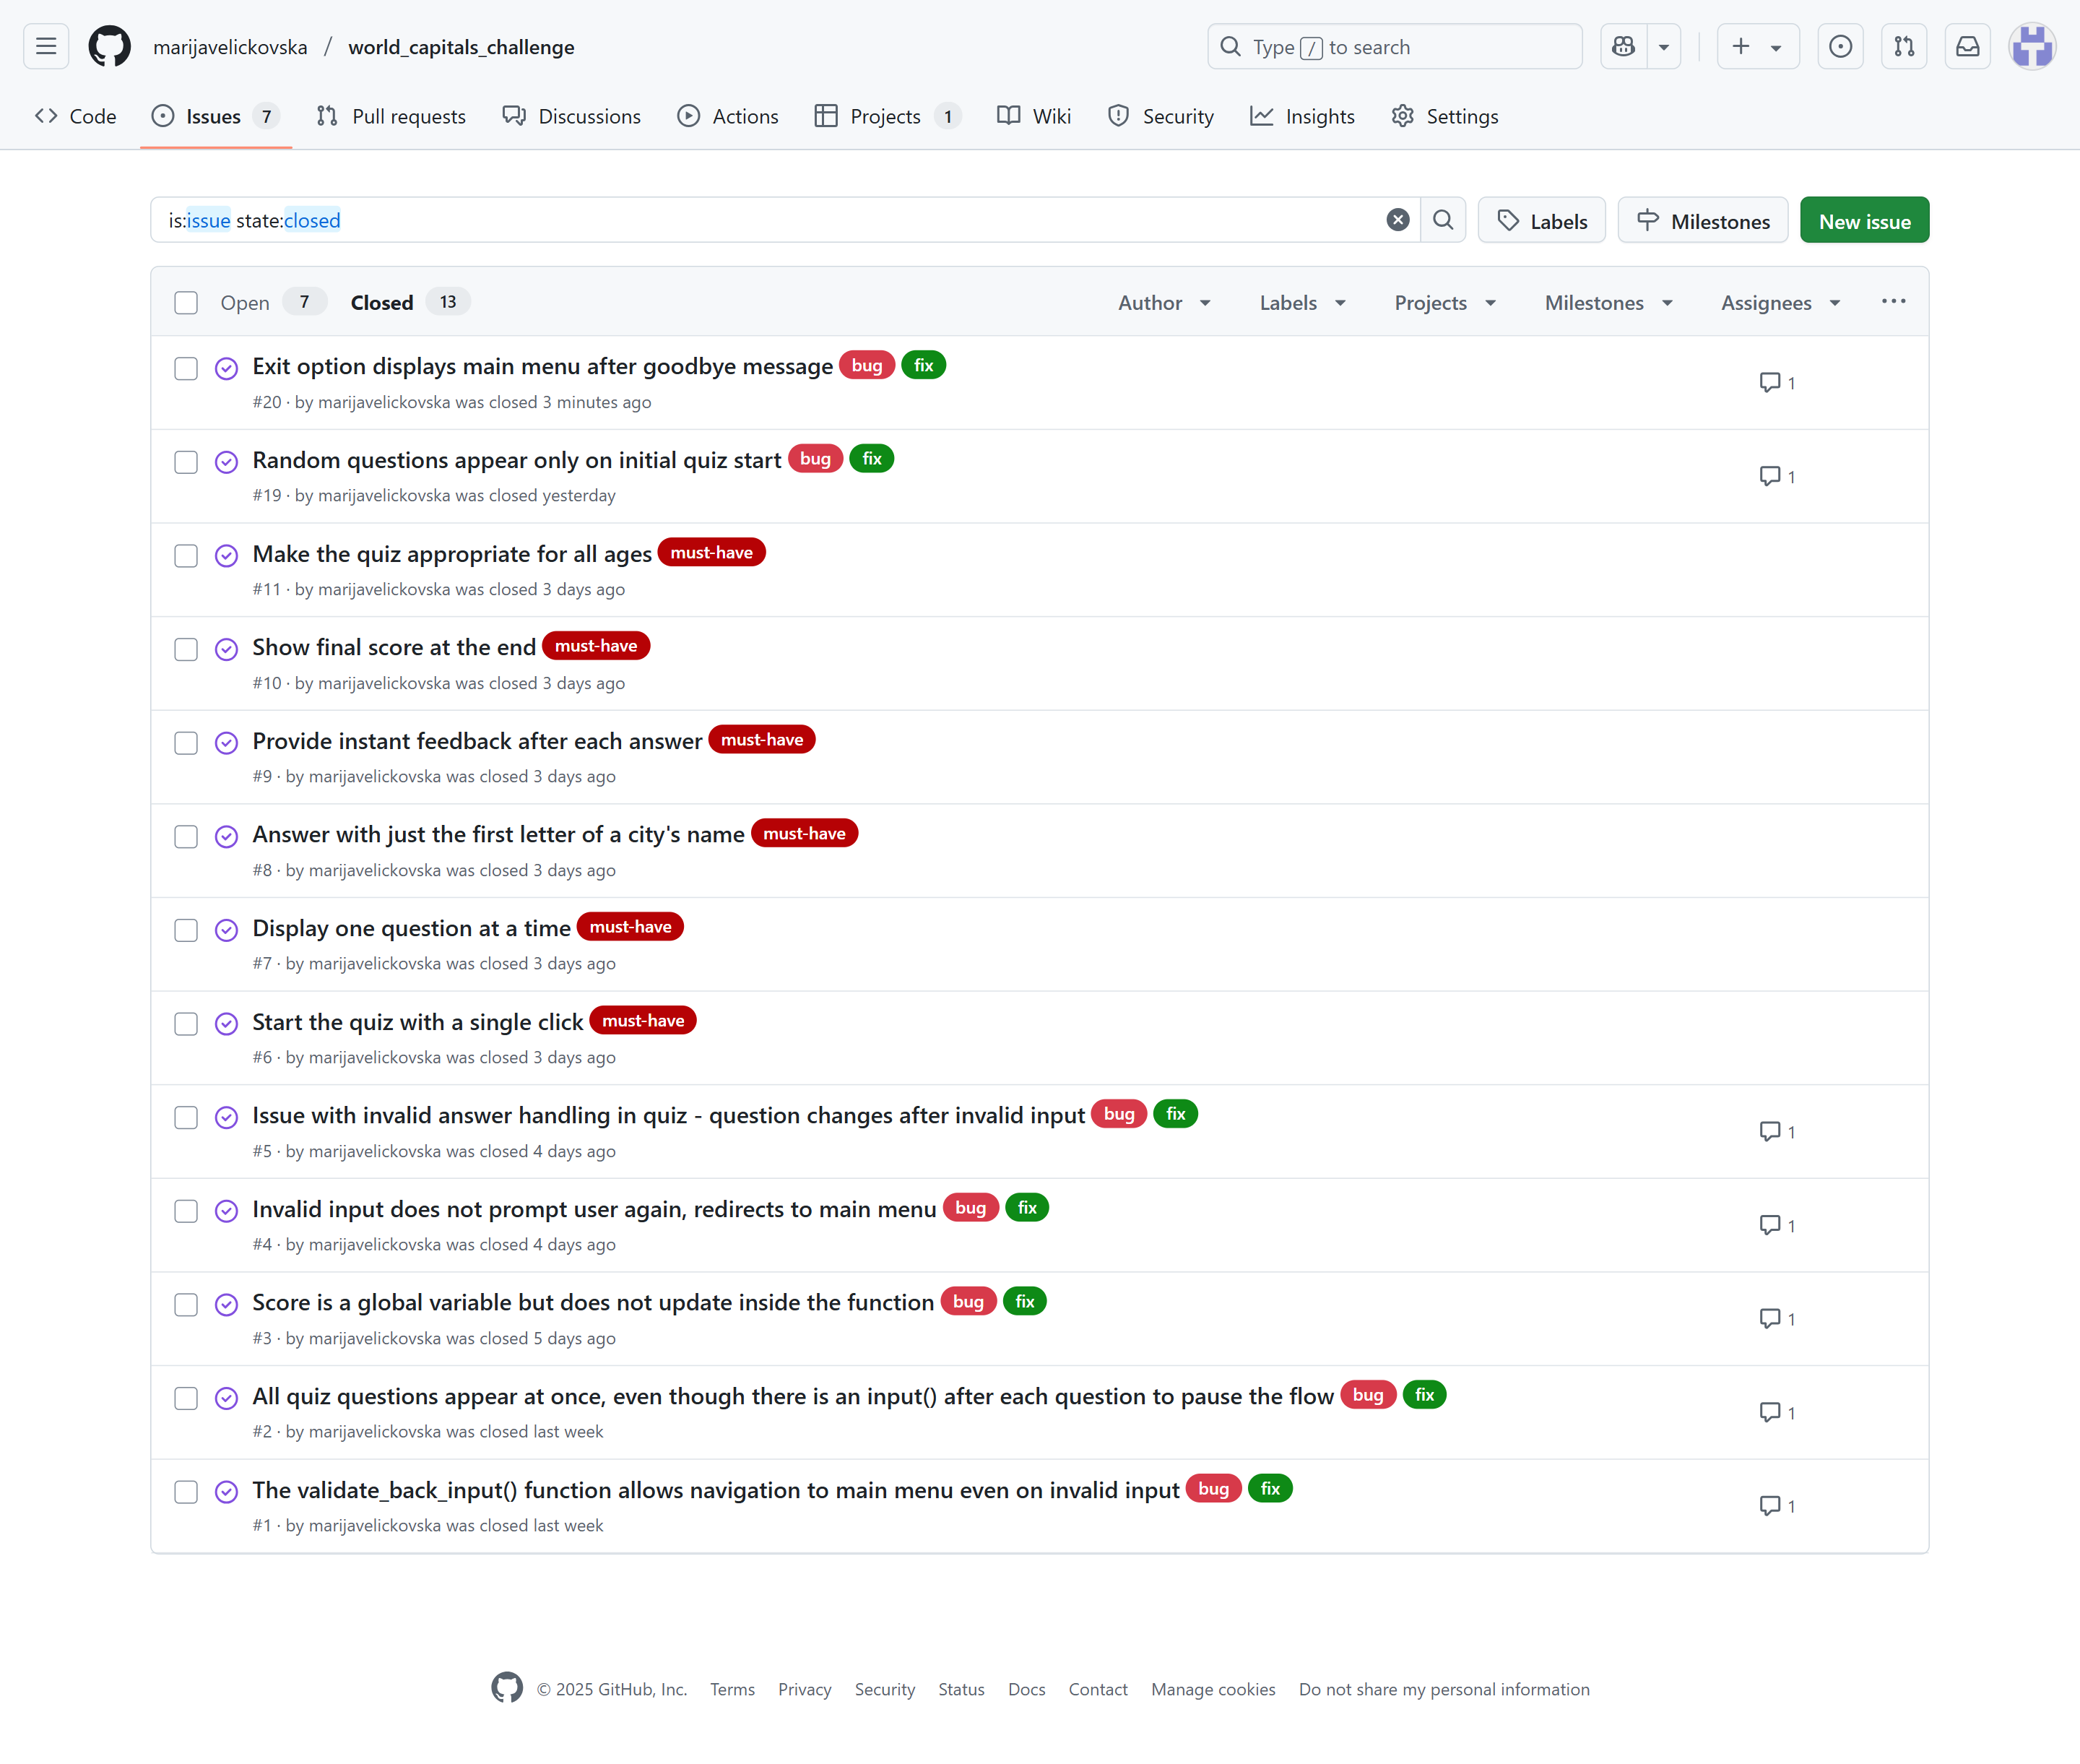 marijavelickovska / world_capitals_challenge Type / to search
Code Issues 7 Pull requests Discussions Actions Projects 1 Wiki Security Insights Settings
is:issue state:closed Labels Milestones New issue
Open 7 Closed 13 Author Labels Projects Milestones Assignees
Exit option displays main menu after goodbye message bug fix
#20 · by marijavelickovska was closed 3 minutes ago 1
Random questions appear only on initial quiz start bug fix
#19 · by marijavelickovska was closed yesterday 1
Make the quiz appropriate for all ages must-have
#11 · by marijavelickovska was closed 3 days ago
Show final score at the end must-have
#10 · by marijavelickovska was closed 3 days ago
Provide instant feedback after each answer must-have
#9 · by marijavelickovska was closed 3 days ago
Answer with just the first letter of a city's name must-have
#8 · by marijavelickovska was closed 3 days ago
Display one question at a time must-have
#7 · by marijavelickovska was closed 3 days ago
Start the quiz with a single click must-have
#6 · by marijavelickovska was closed 3 days ago
Issue with invalid answer handling in quiz - question changes after invalid input bug fix
#5 · by marijavelickovska was closed 4 days ago 1
Invalid input does not prompt user again, redirects to main menu bug fix
#4 · by marijavelickovska was closed 4 days ago 1
Score is a global variable but does not update inside the function bug fix
#3 · by marijavelickovska was closed 5 days ago 1
All quiz questions appear at once, even though there is an input() after each question to pause the flow bug fix
#2 · by marijavelickovska was closed last week 1
The validate_back_input() function allows navigation to main menu even on invalid input bug fix
#1 · by marijavelickovska was closed last week 1
© 2025 GitHub, Inc. Terms Privacy Security Status Docs Contact Manage cookies Do not share my personal information